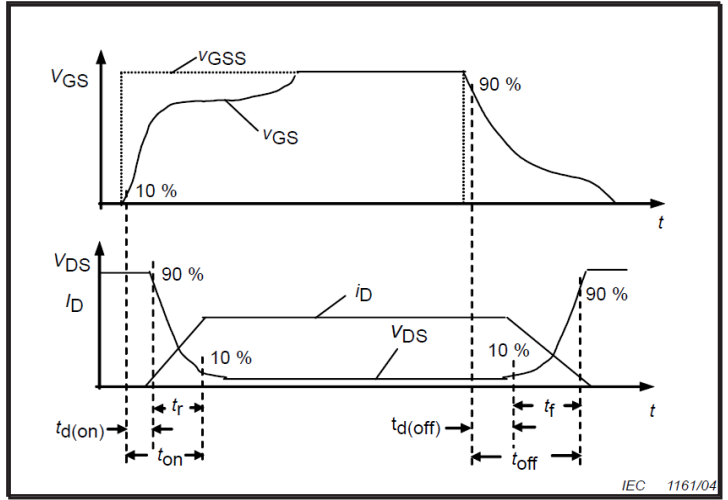 vGSS
VGS
90 %
vGS
10 %
t
VDS
90 %
ID
iD
90 %
VDS
10 %
10 %
tr
tf
t
td(on)
td(off)
ton
toff
IEC 1161/04